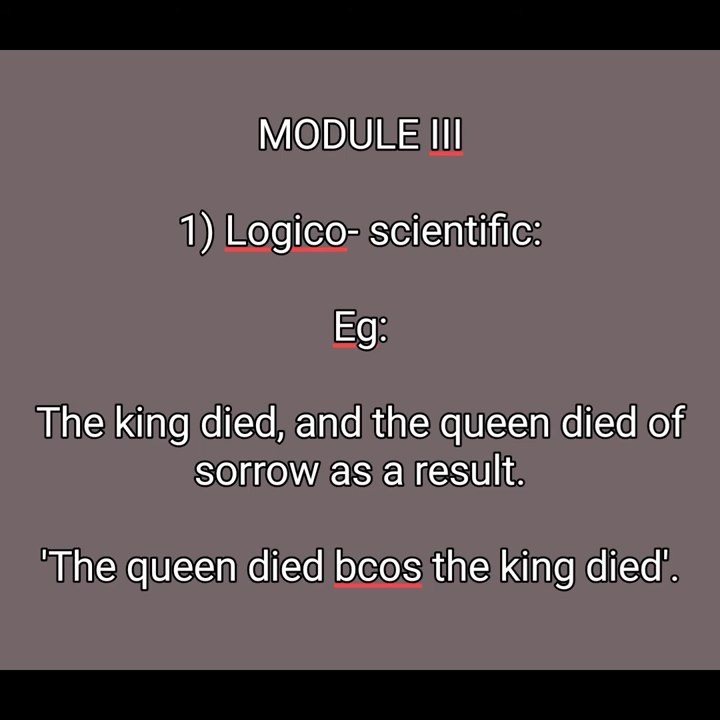 MODULE III
1) Logico- scientific:
Eg:
The king died, and the queen died of
sorrow as a result.
'The queen died bcos the king died'.